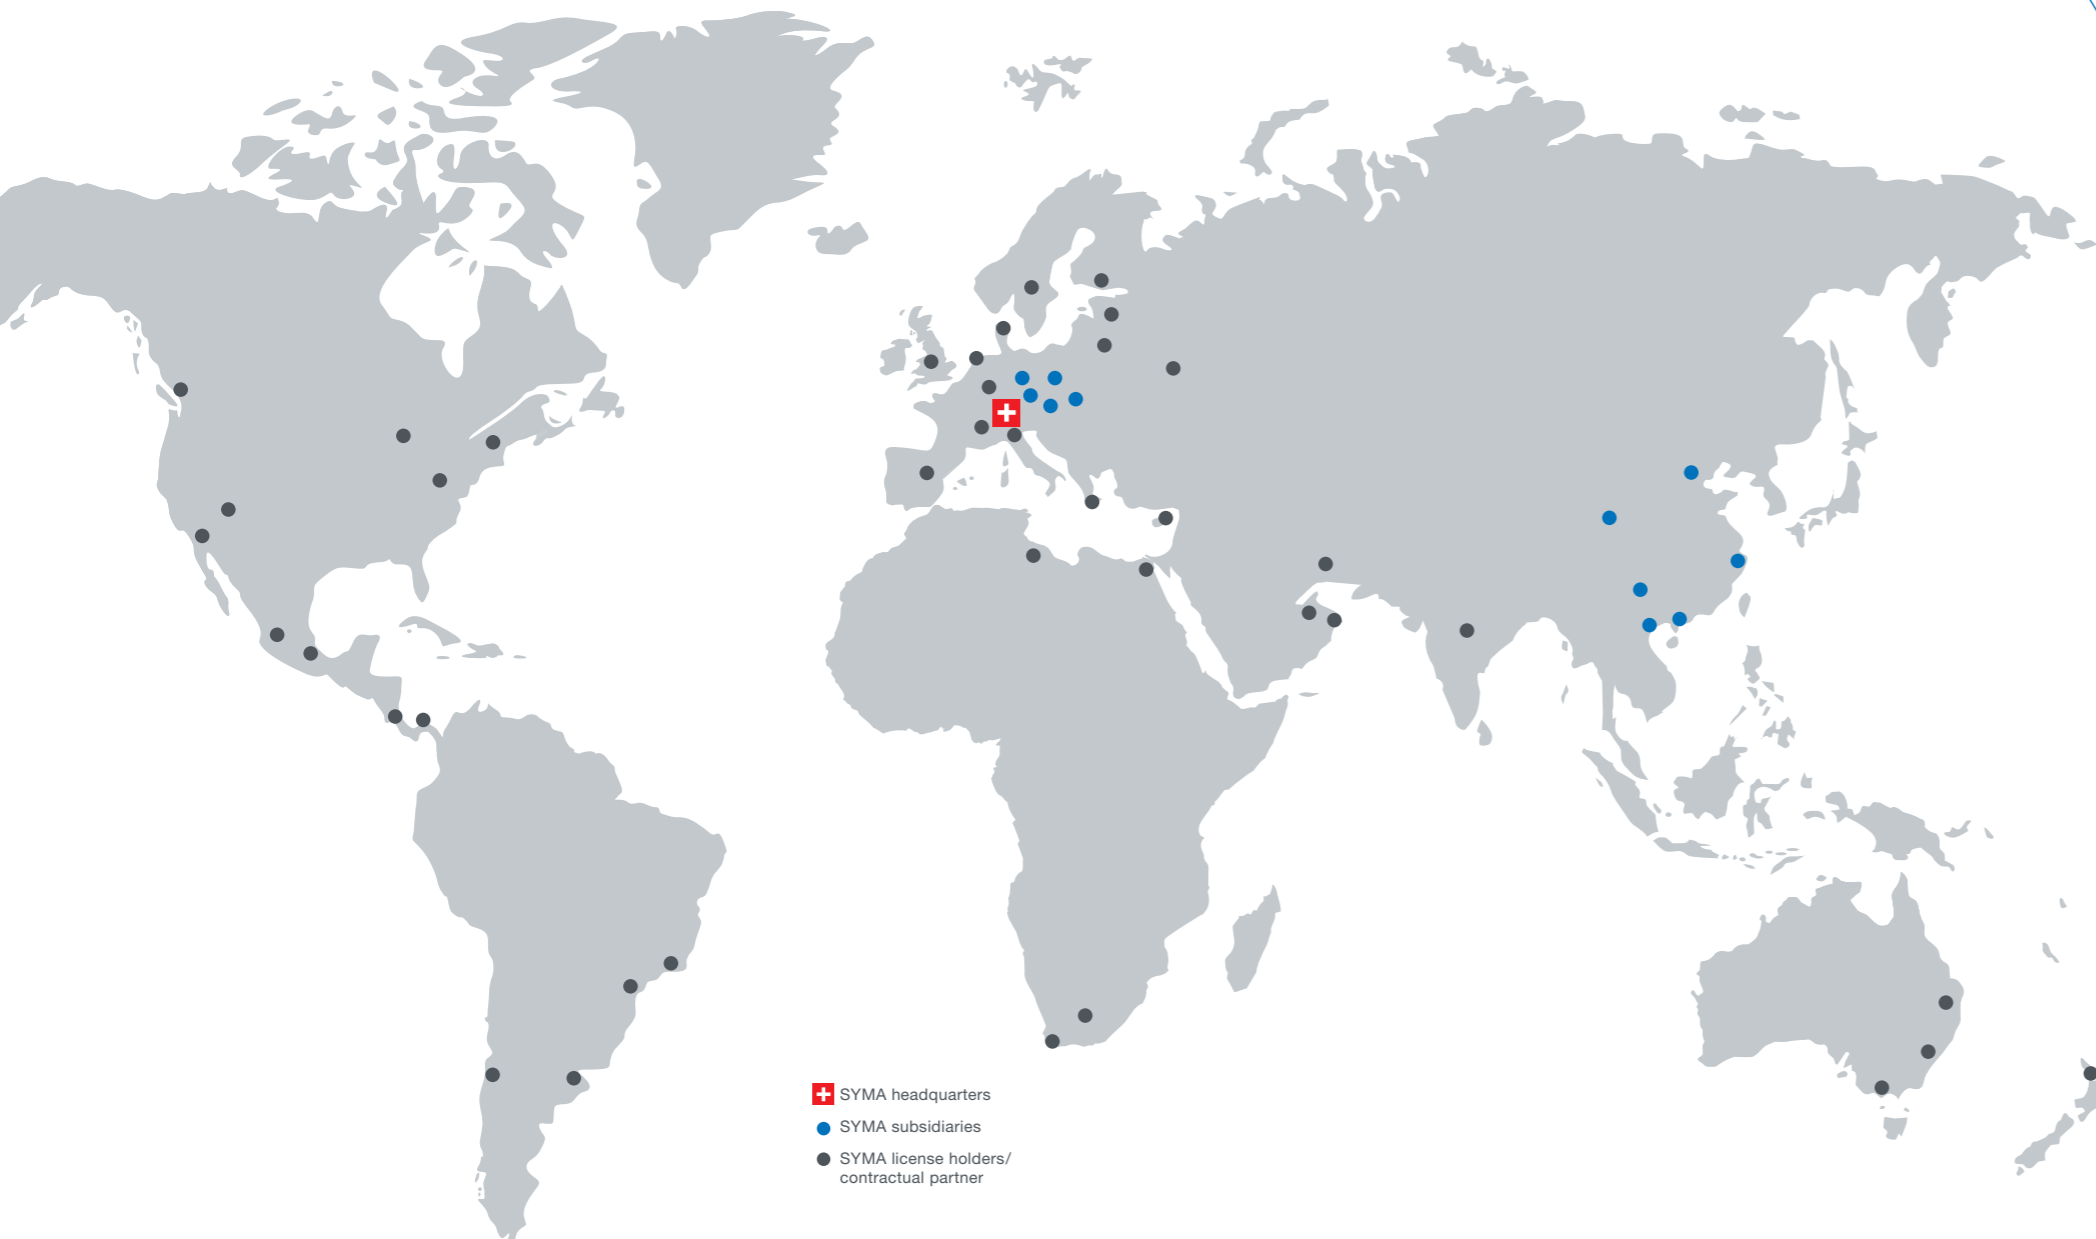 SYMA headquarters
SYMA subsidiaries
SYMA license holders/
contractual partner